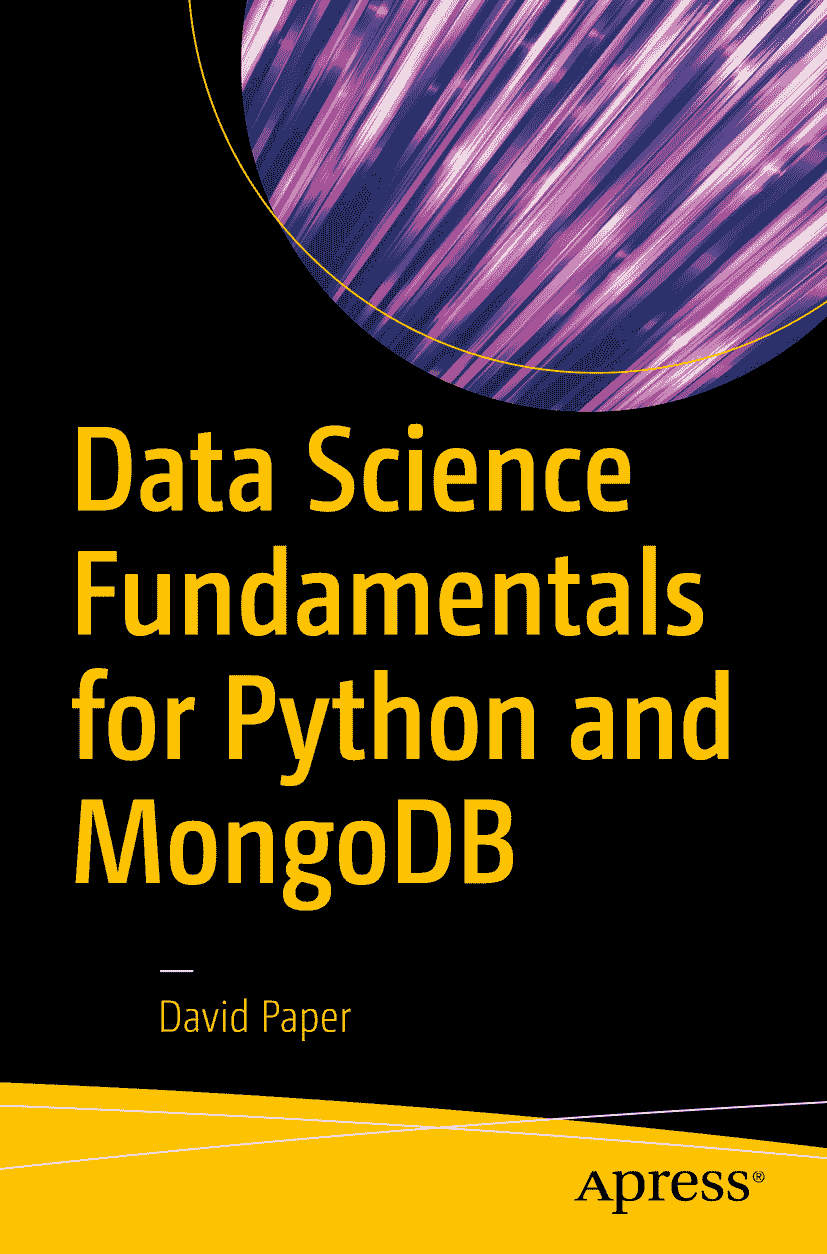 Data Science
Fundamentals
for Python and
MongoDB
David Paper
Apress®